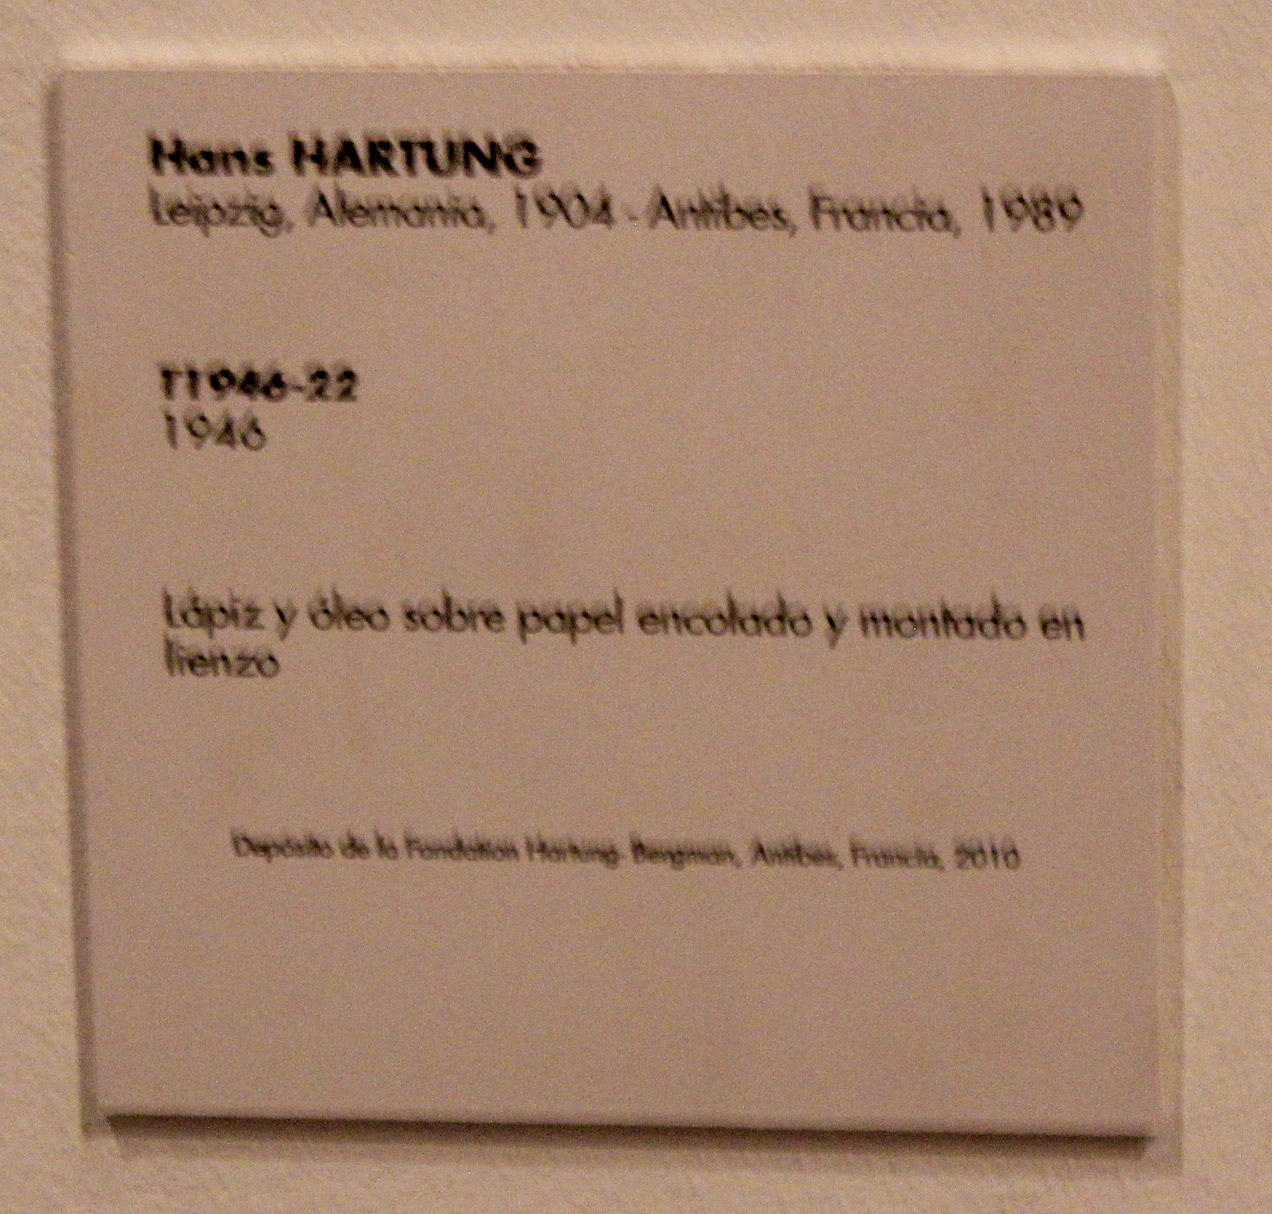 Hans HARTUNG
Leipzig, Alemania, 1904 - Antibes, Francia, 1989
T1946-22
1946
Lápiz y óleo sobre papel encolado y montado en
lienzo
Depósito de la Fondation Hartung- Bergman, Antibes, Francia, 2010